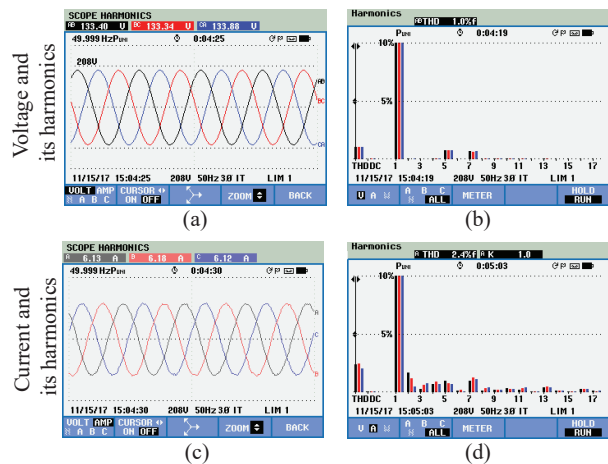 Voltage and
its harmonics
SCOPE HARMONICS
AB 133.40 V BC 133.34 V CA 133.88 V
49.999 Hz PUNI 0:04:25
208V
AB
BC
CA
11/15/17 15:04:25 208V 50Hz 3Ø IT LIM 1
VOLT AMP CURSOR ZOOM BACK
N A B C ON OFF
(a)
Harmonics
AB THD 1.0%f
PUNI 0:04:19
10%
5%
THDDC 1 3 5 7 9 11 13 15 17
11/15/17 15:04:19 208V 50Hz 3Ø IT LIM 1
V A W A B C METER HOLD
N ALL RUN
(b)
Current and
its harmonics
SCOPE HARMONICS
A 6.13 A B 6.18 A C 6.12 A
49.999 Hz PUNI 0:04:30
A
C
B
11/15/17 15:04:30 208V 50Hz 3Ø IT LIM 1
VOLT AMP CURSOR ZOOM BACK
N A B C ON OFF
(c)
Harmonics
A THD 2.4%f A K 1.0
PUNI 0:05:03
10%
5%
THDDC 1 3 5 7 9 11 13 15 17
11/15/17 15:05:03 208V 50Hz 3Ø IT LIM 1
V A W A B C METER HOLD
N ALL RUN
(d)